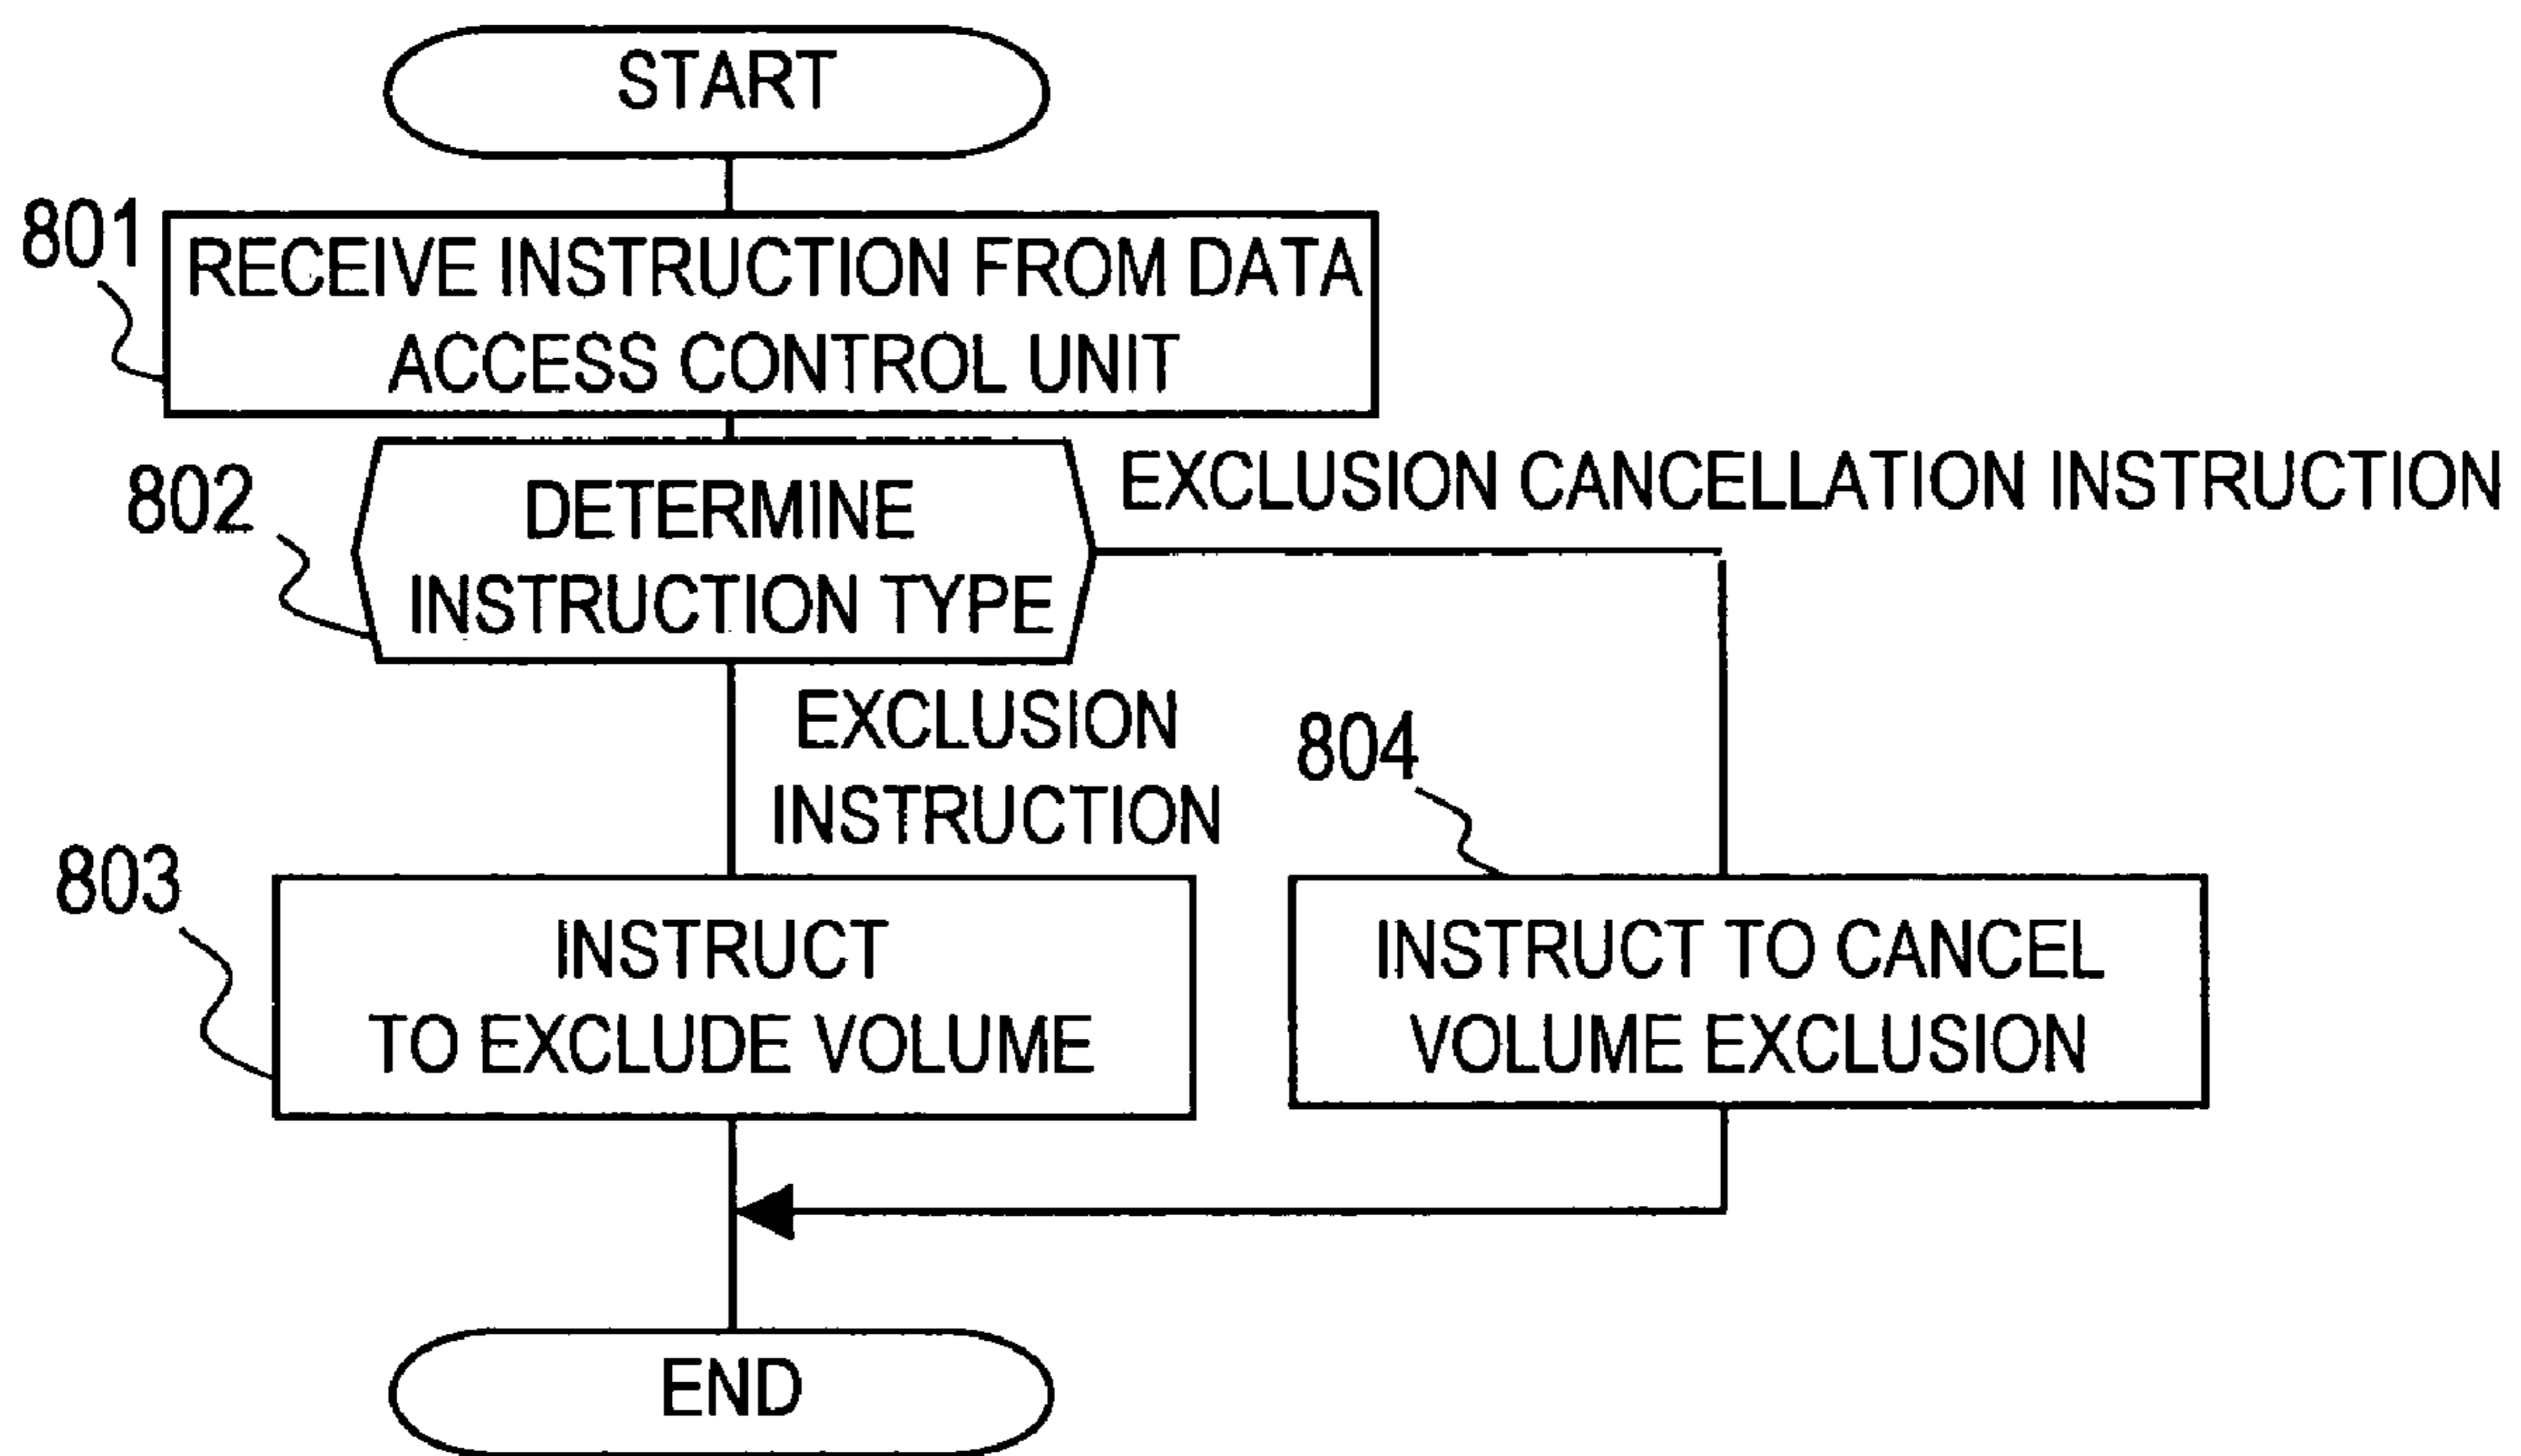 START
801
RECEIVE INSTRUCTION FROM DATA
ACCESS CONTROL UNIT
802
DETERMINE
INSTRUCTION TYPE
EXCLUSION CANCELLATION INSTRUCTION
EXCLUSION
INSTRUCTION
803
INSTRUCT
TO EXCLUDE VOLUME
804
INSTRUCT TO CANCEL
VOLUME EXCLUSION
END